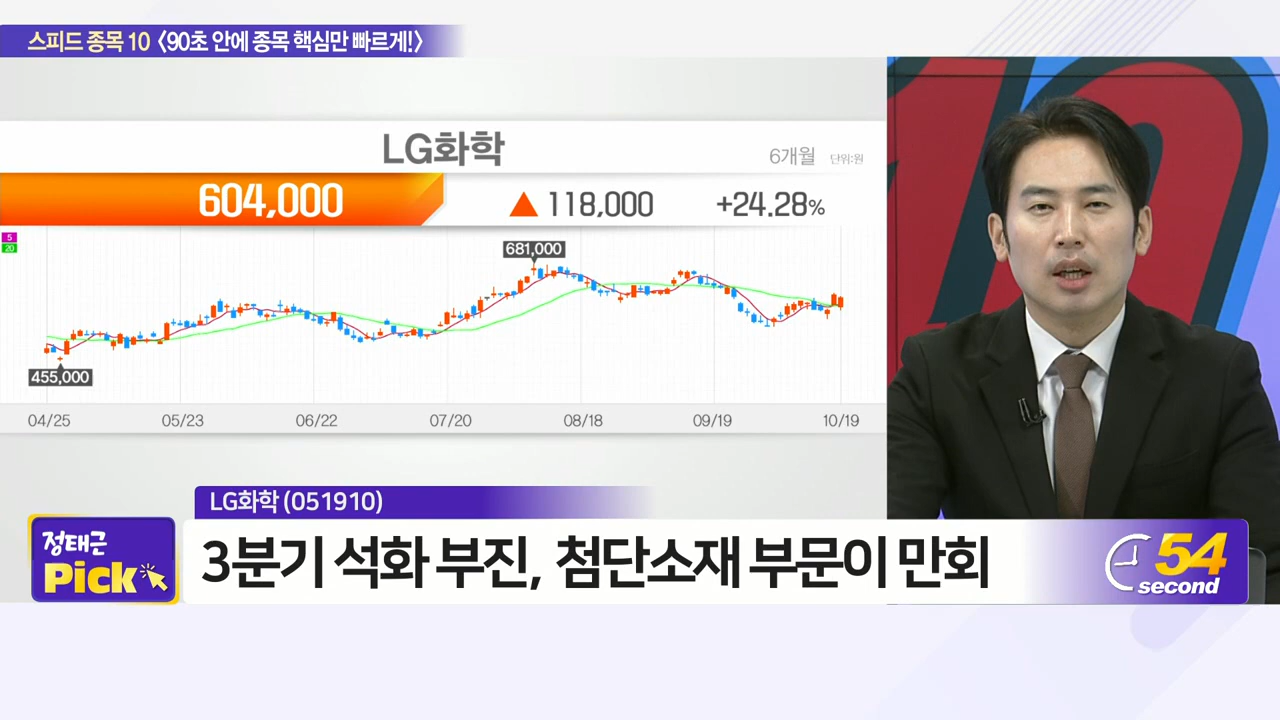 스피드 종목 10 〈90초 안에 종목 핵심만 빠르게!〉
LG화학
6개월 단위:원
604,000 ▲ 118,000 +24.28%
5
20
681,000
455,000
04/25 05/23 06/22 07/20 08/18 09/19 10/19
LG화학 (051910)
정태근
Pick
3분기 석화 부진, 첨단소재 부문이 만회
54
second